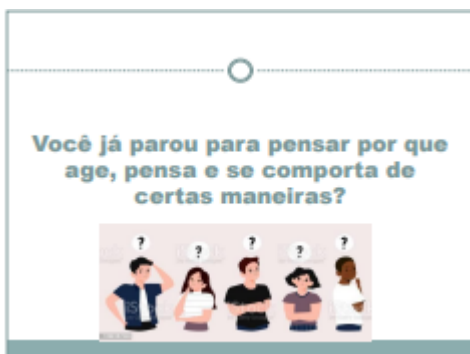 Você já parou para pensar por que
age, pensa e se comporta de
certas maneiras?
? ? ? ? ?